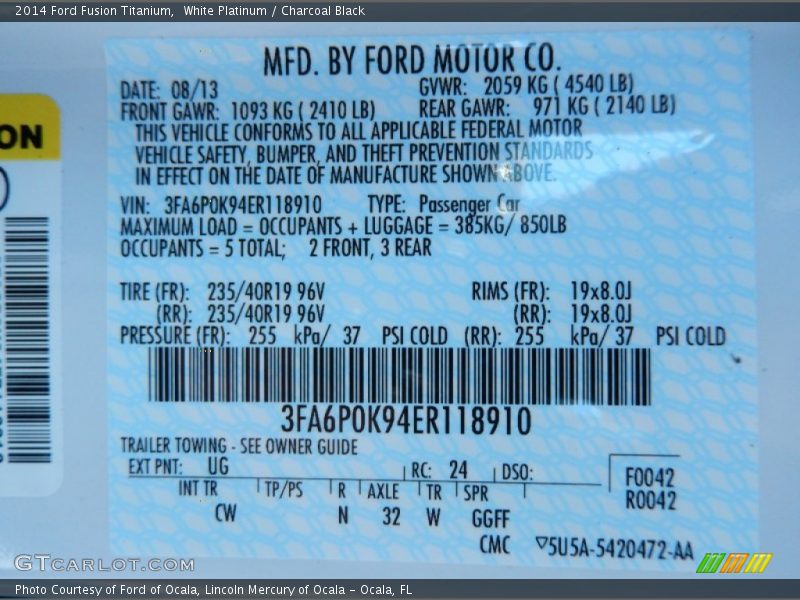 2014 Ford Fusion Titanium,  White Platinum / Charcoal Black
MFD. BY FORD MOTOR CO.
DATE: 08/13 GVWR: 2059 KG ( 4540 LB)
FRONT GAWR: 1093 KG ( 2410 LB) REAR GAWR: 971 KG ( 2140 LB)
THIS VEHICLE CONFORMS TO ALL APPLICABLE FEDERAL MOTOR
VEHICLE SAFETY, BUMPER, AND THEFT PREVENTION STANDARDS
IN EFFECT ON THE DATE OF MANUFACTURE SHOWN ABOVE.
ON
VIN: 3FA6P0K94ER118910 TYPE: Passenger Car
MAXIMUM LOAD = OCCUPANTS + LUGGAGE = 385KG/ 850LB
OCCUPANTS = 5 TOTAL; 2 FRONT, 3 REAR
TIRE (FR): 235/40R19 96V RIMS (FR): 19x8.0J
(RR): 235/40R19 96V (RR): 19x8.0J
PRESSURE (FR): 255 kPa/ 37 PSI COLD (RR): 255 kPa/ 37 PSI COLD
3FA6P0K94ER118910
TRAILER TOWING - SEE OWNER GUIDE
EXT PNT: UG RC: 24 DSO: F0042
INT TR TP/PS R AXLE TR SPR R0042
CW N 32 W GGFF
CMC ▽5U5A-5420472-AA
GTCARLOT.COM
Photo Courtesy of Ford of Ocala, Lincoln Mercury of Ocala – Ocala, FL